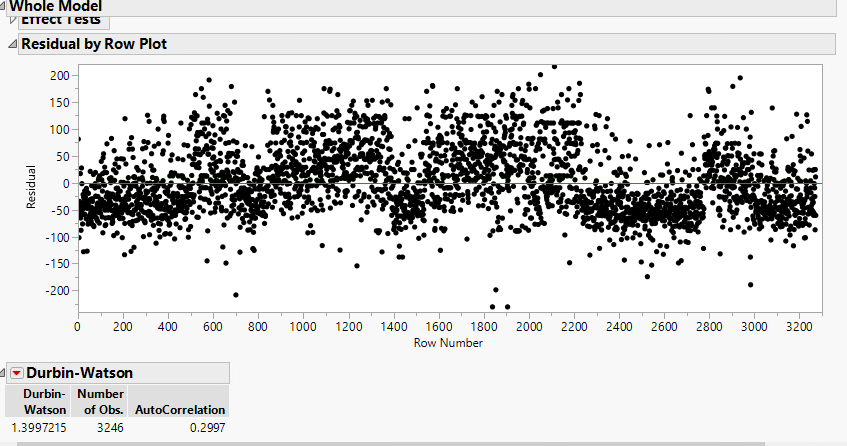 Whole Model
Effect Tests
Residual by Row Plot
200
150
100
50
0
-50
-100
-150
-200
Residual
0 200 400 600 800 1000 1200 1400 1600 1800 2000 2200 2400 2600 2800 3000 3200
Row Number
Durbin-Watson
Durbin- Number
Watson of Obs. AutoCorrelation
1.3997215 3246 0.2997